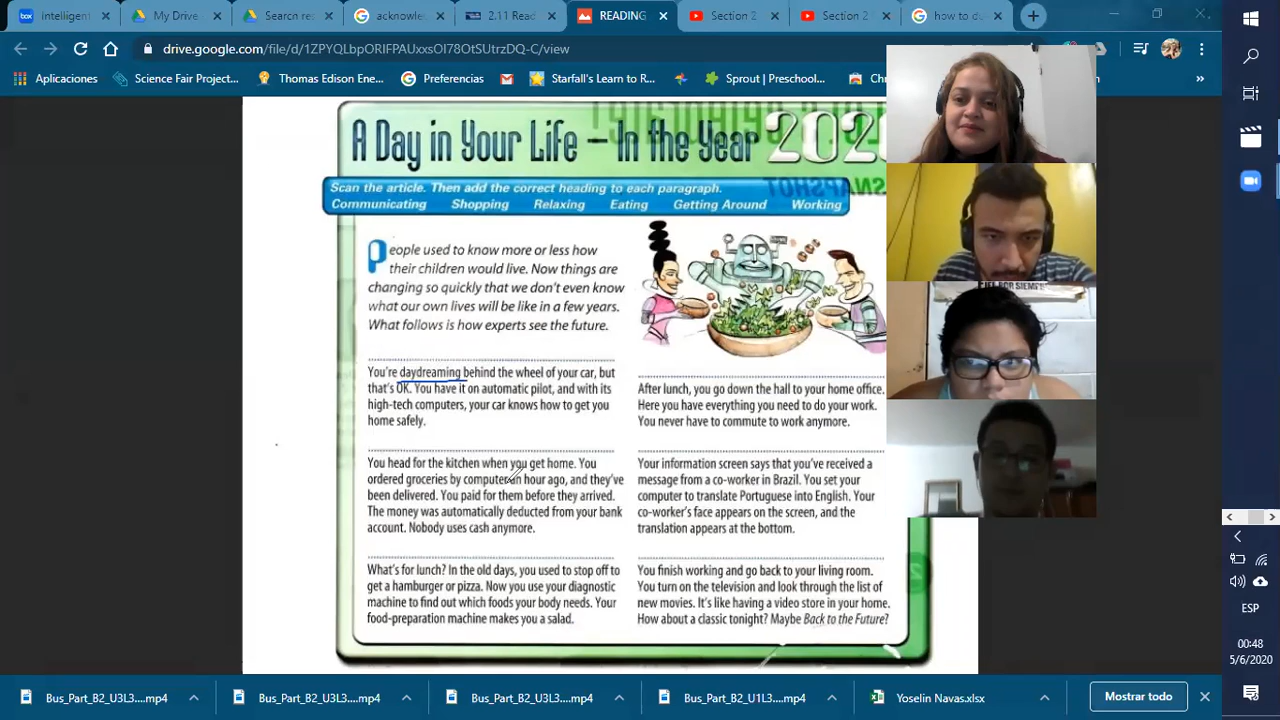 intelligent
My Drive
Search res
acknowle
2.11 Read
READING
Section 2
Section 2
how to du
drive.google.com/file/d/1ZPYQLbpORIFPAUxxsOI78OtSUtrzDQ-C/view
Aplicaciones
Science Fair Project...
Thomas Edison Ene...
Preferencias
Starfall's Learn to R...
Sprout | Preschool...
A Day in Your Life – In the Year 202
Scan the article. Then add the correct heading to each paragraph.
Communicating Shopping Relaxing Eating Getting Around Working
People used to know more or less how
their children would live. Now things are
changing so quickly that we don't even know
what our own lives will be like in a few years.
What follows is how experts see the future.
You're daydreaming behind the wheel of your car, but
that's OK. You have it on automatic pilot, and with its
high-tech computers, your car knows how to get you
home safely.
You head for the kitchen when you get home. You
ordered groceries by computer an hour ago, and they've
been delivered. You paid for them before they arrived.
The money was automatically deducted from your bank
account. Nobody uses cash anymore.
What's for lunch? In the old days, you used to stop off to
get a hamburger or pizza. Now you use your diagnostic
machine to find out which foods your body needs. Your
food-preparation machine makes you a salad.
After lunch, you go down the hall to your home office.
Here you have everything you need to do your work.
You never have to commute to work anymore.
Your information screen says that you've received a
message from a co-worker in Brazil. You set your
computer to translate Portuguese into English. Your
co-worker's face appears on the screen, and the
translation appears at the bottom.
You finish working and go back to your living room.
You turn on the television and look through the list of
new movies. It's like having a video store in your home.
How about a classic tonight? Maybe Back to the Future?
ESP
00:48
5/6/2020
Bus_Part_B2_U3L3....mp4
Bus_Part_B2_U3L3....mp4
Bus_Part_B2_U3L3....mp4
Bus_Part_B2_U1L3....mp4
Yoselin Navas.xlsx
Mostrar todo